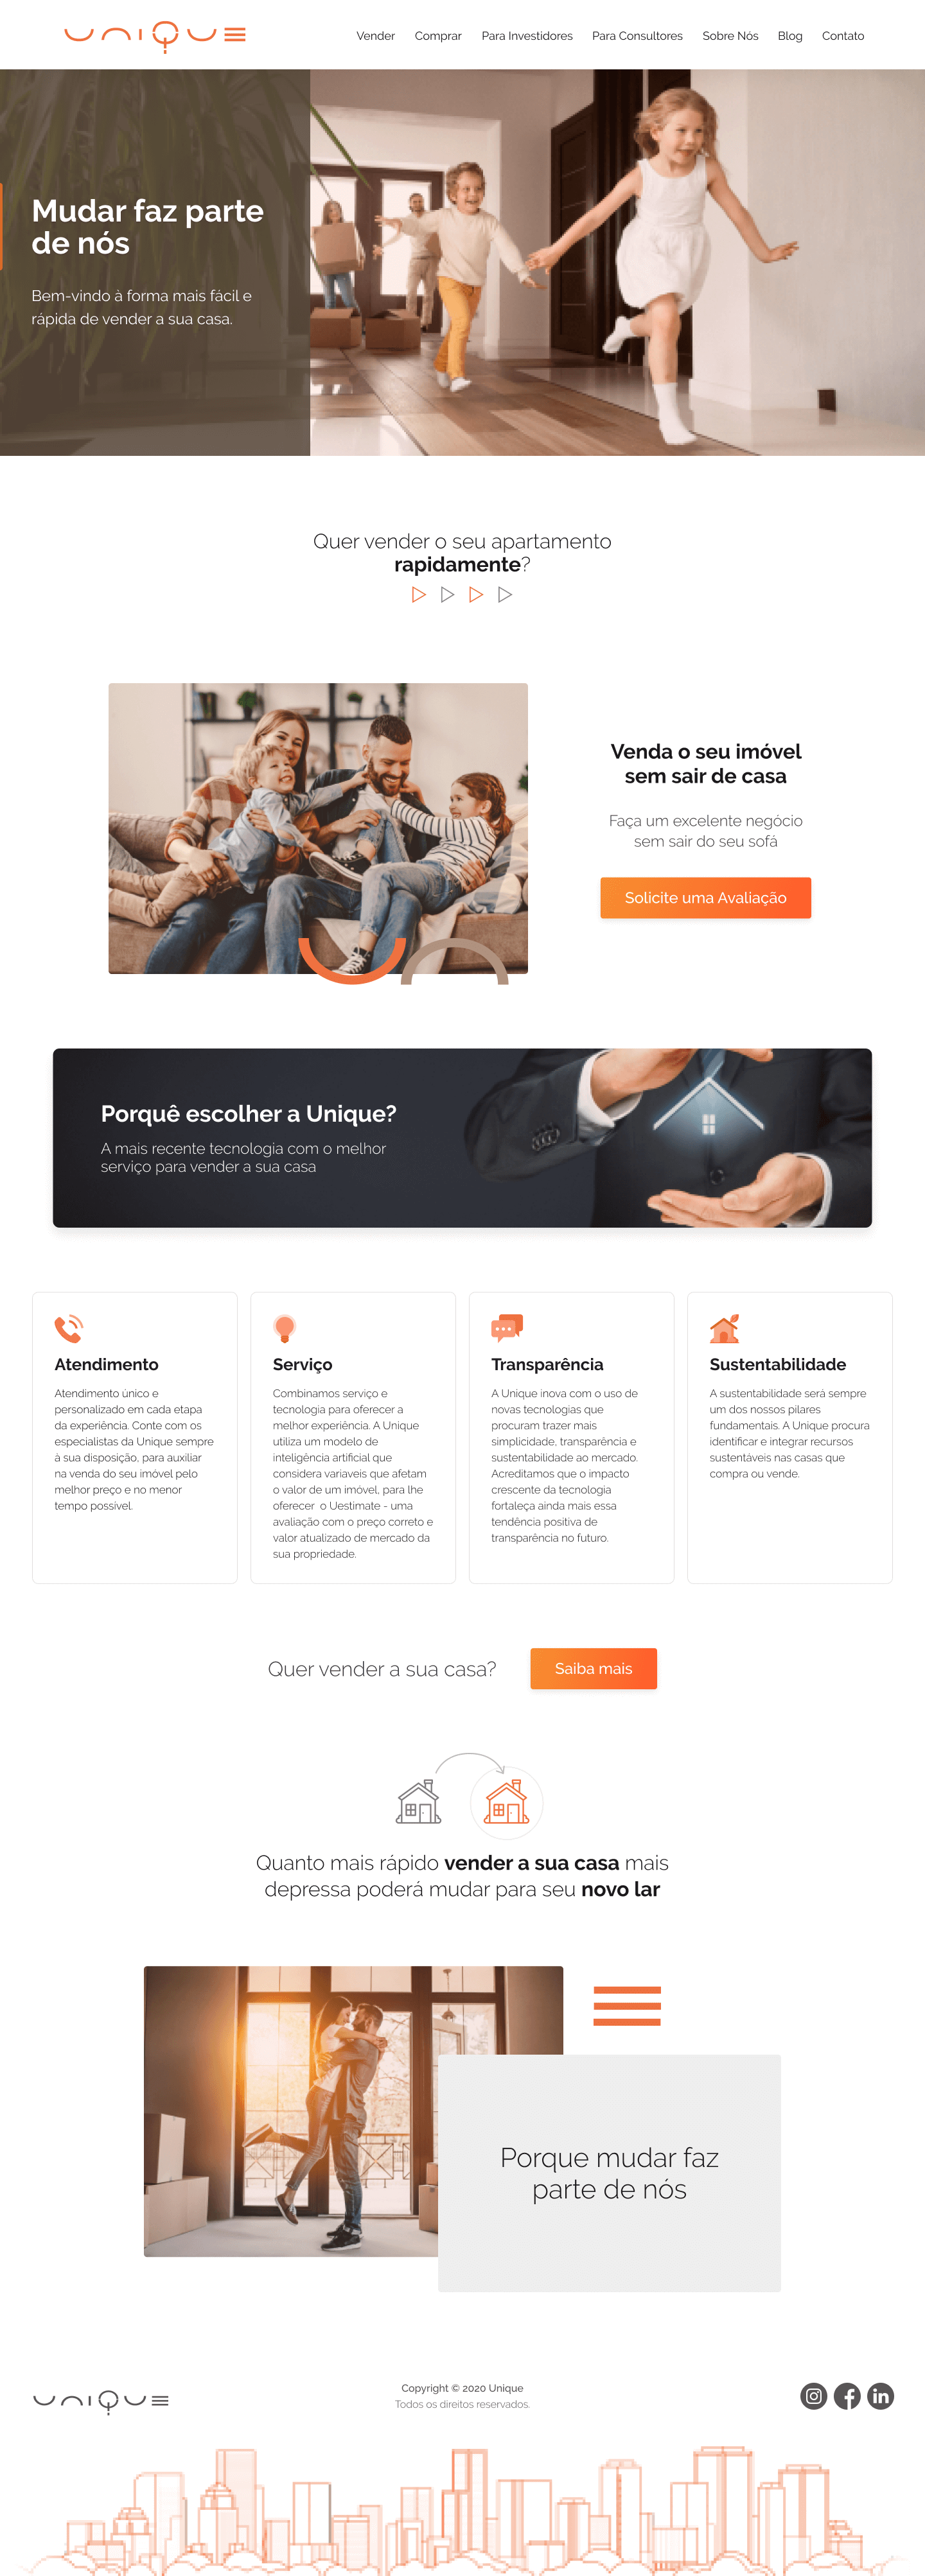 UNIQUE
Vender Comprar Para Investidores Para Consultores Sobre Nós Blog Contato
Mudar faz parte
de nós
Bem-vindo à forma mais fácil e
rápida de vender a sua casa.
Quer vender o seu apartamento
rapidamente?
Venda o seu imóvel
sem sair de casa
Faça um excelente negócio
sem sair do seu sofá
Solicite uma Avaliação
Porquê escolher a Unique?
A mais recente tecnologia com o melhor
serviço para vender a sua casa
Atendimento
Atendimento único e
personalizado em cada etapa
da experiência. Conte com os
especialistas da Unique sempre
à sua disposição, para auxiliar
na venda do seu imóvel pelo
melhor preço e no menor
tempo possível.
Serviço
Combinamos serviço e
tecnologia para oferecer a
melhor experiência. A Unique
utiliza um modelo de
inteligência artificial que
considera variaveis que afetam
o valor de um imóvel, para lhe
oferecer o Uestimate - uma
avaliação com o preço correto e
valor atualizado de mercado da
sua propriedade.
Transparência
A Unique inova com o uso de
novas tecnologias que
procuram trazer mais
simplicidade, transparência e
sustentabilidade ao mercado.
Acreditamos que o impacto
crescente da tecnologia
fortaleça ainda mais essa
tendência positiva de
transparência no futuro.
Sustentabilidade
A sustentabilidade será sempre
um dos nossos pilares
fundamentais. A Unique procura
identificar e integrar recursos
sustentáveis nas casas que
compra ou vende.
Quer vender a sua casa?
Saiba mais
Quanto mais rápido vender a sua casa mais
depressa poderá mudar para seu novo lar
Porque mudar faz
parte de nós
UNIQUE
Copyright © 2020 Unique
Todos os direitos reservados.